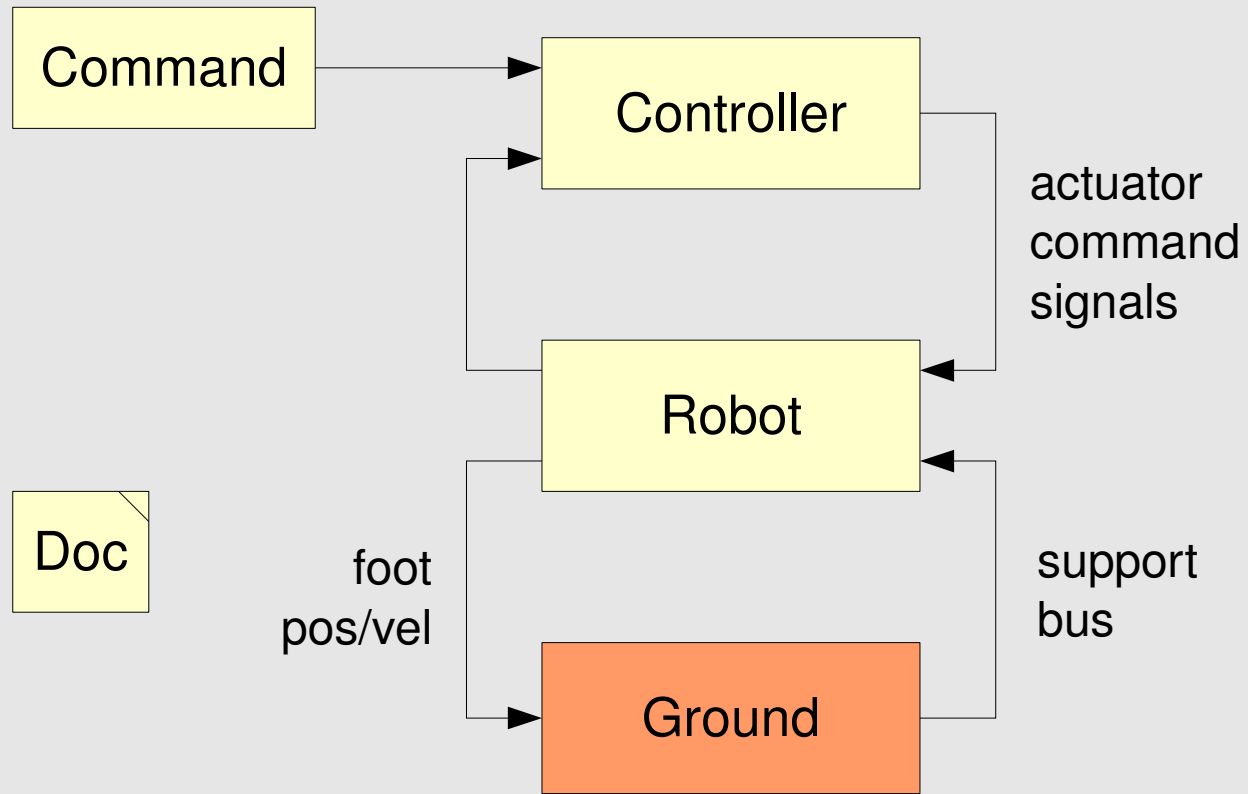 Command
Controller
actuator
command
signals
Robot
Doc
foot
pos/vel
support
bus
Ground